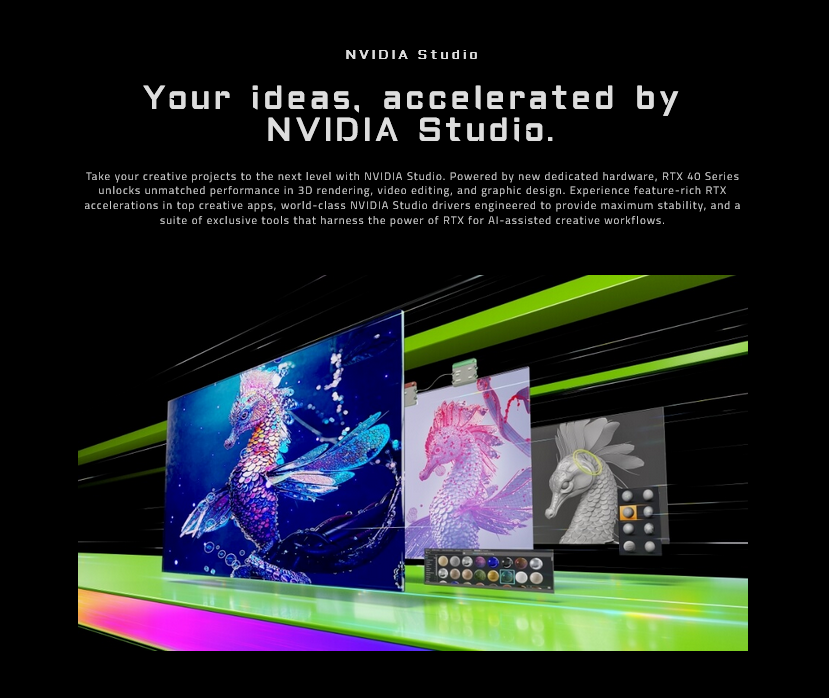 NVIDIA Studio
Your ideas, accelerated by
NVIDIA Studio.
Take your creative projects to the next level with NVIDIA Studio. Powered by new dedicated hardware, RTX 40 Series
unlocks unmatched performance in 3D rendering, video editing, and graphic design. Experience feature-rich RTX
accelerations in top creative apps, world-class NVIDIA Studio drivers engineered to provide maximum stability, and a
suite of exclusive tools that harness the power of RTX for AI-assisted creative workflows.